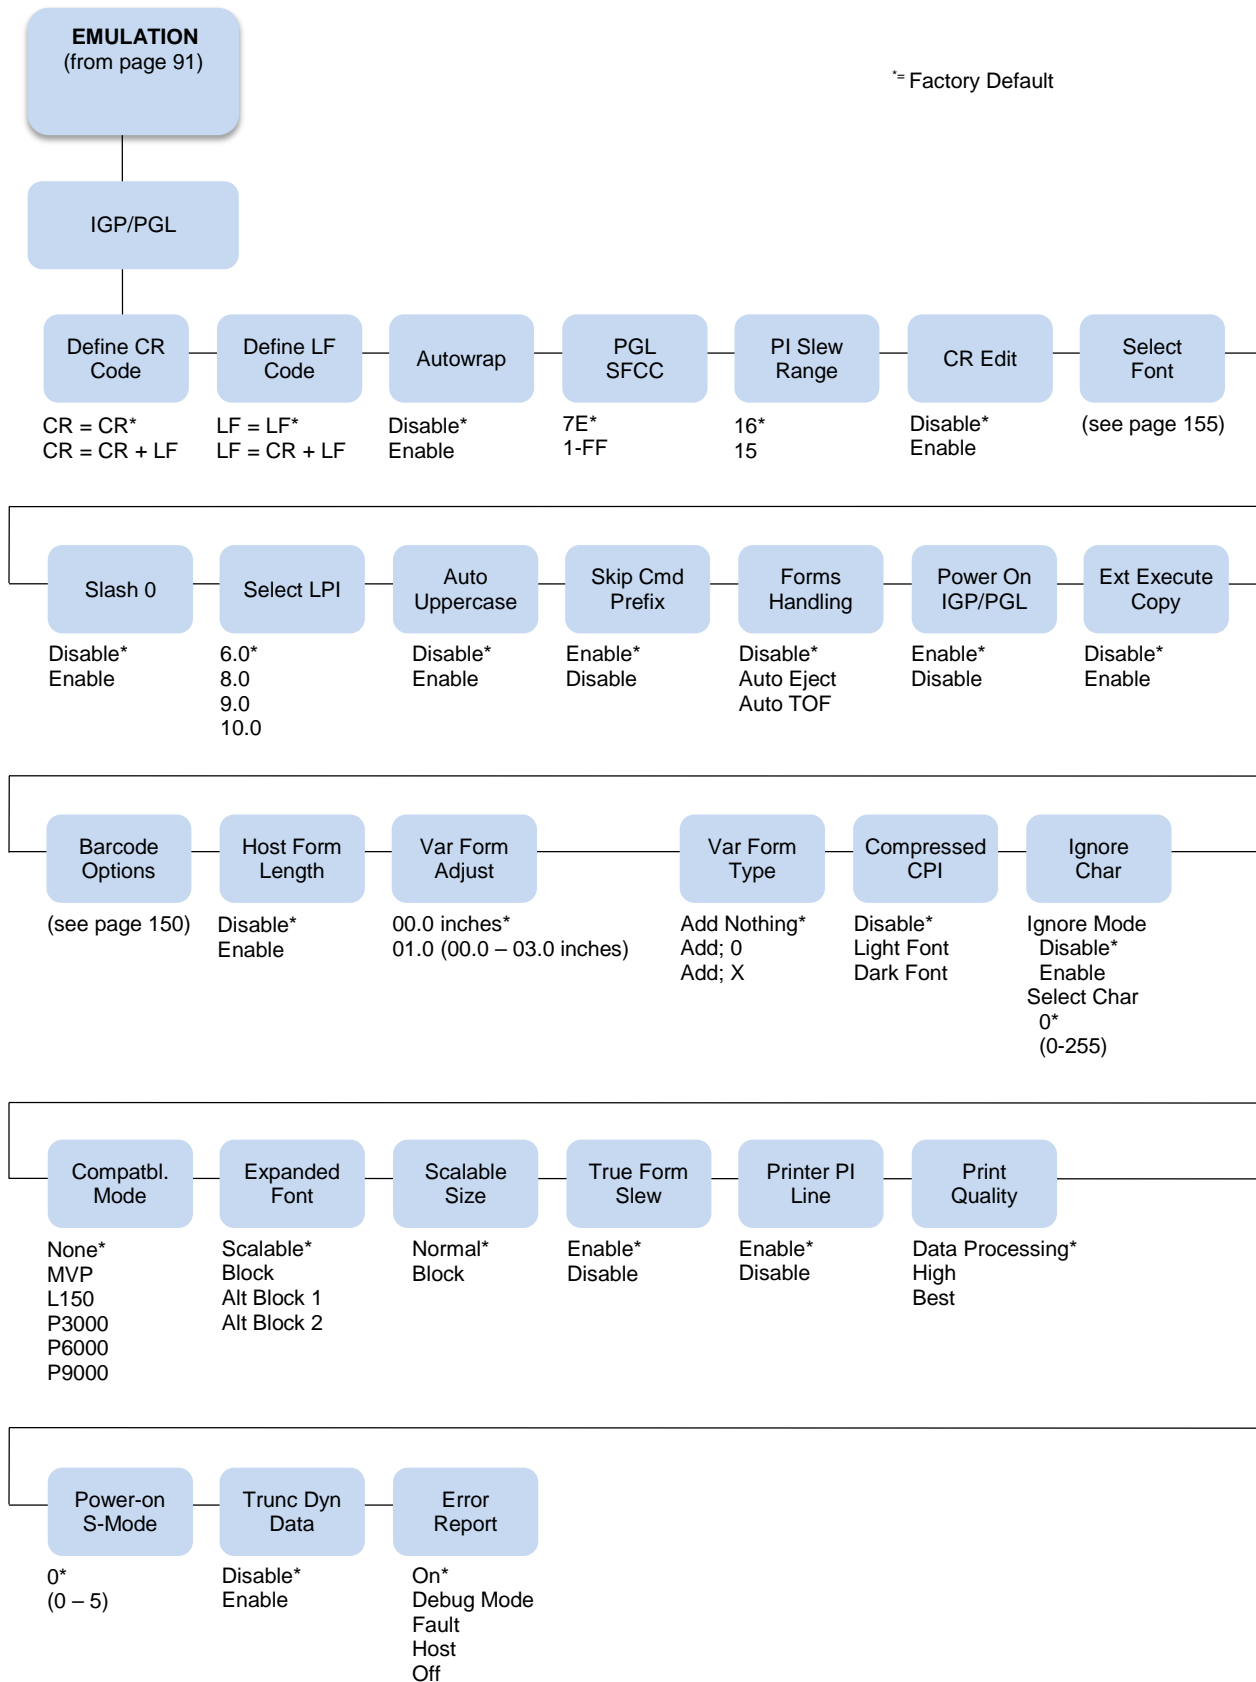 EMULATION
(from page 91)
*= Factory Default
IGP/PGL
Define CR
Code
CR = CR*
CR = CR + LF
Define LF
Code
LF = LF*
LF = CR + LF
Autowrap
Disable*
Enable
PGL
SFCC
7E*
1-FF
PI Slew
Range
16*
15
CR Edit
Disable*
Enable
Select
Font
(see page 155)
Slash 0
Disable*
Enable
Select LPI
6.0*
8.0
9.0
10.0
Auto
Uppercase
Disable*
Enable
Skip Cmd
Prefix
Enable*
Disable
Forms
Handling
Disable*
Auto Eject
Auto TOF
Power On
IGP/PGL
Enable*
Disable
Ext Execute
Copy
Disable*
Enable
Barcode
Options
(see page 150)
Host Form
Length
Disable*
Enable
Var Form
Adjust
00.0 inches*
01.0 (00.0 – 03.0 inches)
Var Form
Type
Add Nothing*
Add; 0
Add; X
Compressed
CPI
Disable*
Light Font
Dark Font
Ignore
Char
Ignore Mode
Disable*
Enable
Select Char
0*
(0-255)
Compatbl.
Mode
None*
MVP
L150
P3000
P6000
P9000
Expanded
Font
Scalable*
Block
Alt Block 1
Alt Block 2
Scalable
Size
Normal*
Block
True Form
Slew
Enable*
Disable
Printer PI
Line
Enable*
Disable
Print
Quality
Data Processing*
High
Best
Power-on
S-Mode
0*
(0 – 5)
Trunc Dyn
Data
Disable*
Enable
Error
Report
On*
Debug Mode
Fault
Host
Off